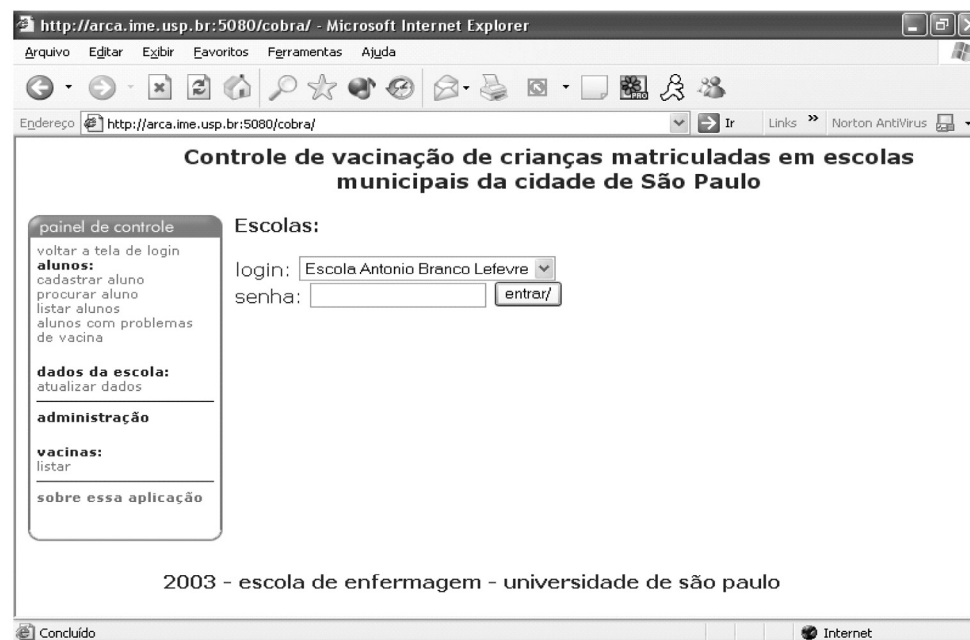 http://arca.ime.usp.br:5080/cobra/ - Microsoft Internet Explorer
Arquivo Editar Exibir Favoritos Ferramentas Ajuda
PRO
Endereço http://arca.ime.usp.br:5080/cobra/ Ir Links » Norton AntiVirus
Controle de vacinação de crianças matriculadas em escolas
municipais da cidade de São Paulo
painel de controle
voltar a tela de login
alunos:
cadastrar aluno
procurar aluno
listar alunos
alunos com problemas
de vacina
dados da escola:
atualizar dados
administração
vacinas:
listar
sobre essa aplicação
Escolas:
login: Escola Antonio Branco Lefevre
senha: entrar/
2003 - escola de enfermagem - universidade de são paulo
Concluído Internet